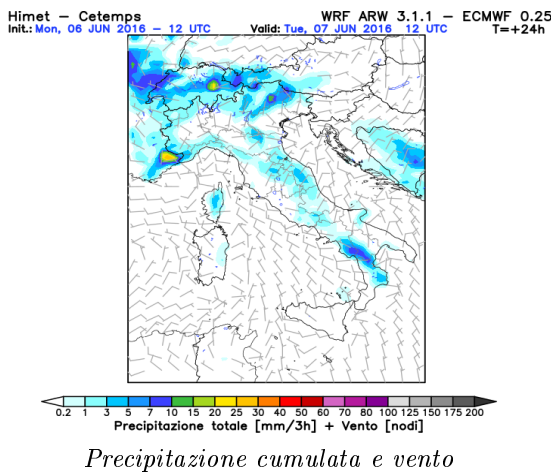 Himet – Cetemps WRF ARW 3.1.1 – ECMWF 0.25
Init.: Mon, 06 JUN 2016 – 12 UTC Valid: Tue, 07 JUN 2016 12 UTC T=+24h
0.2 1 3 5 7 10 15 20 25 30 40 50 60 70 80 100 125 150 175 200
Precipitazione totale [mm/3h] + Vento [nodi]
Precipitazione cumulata e vento